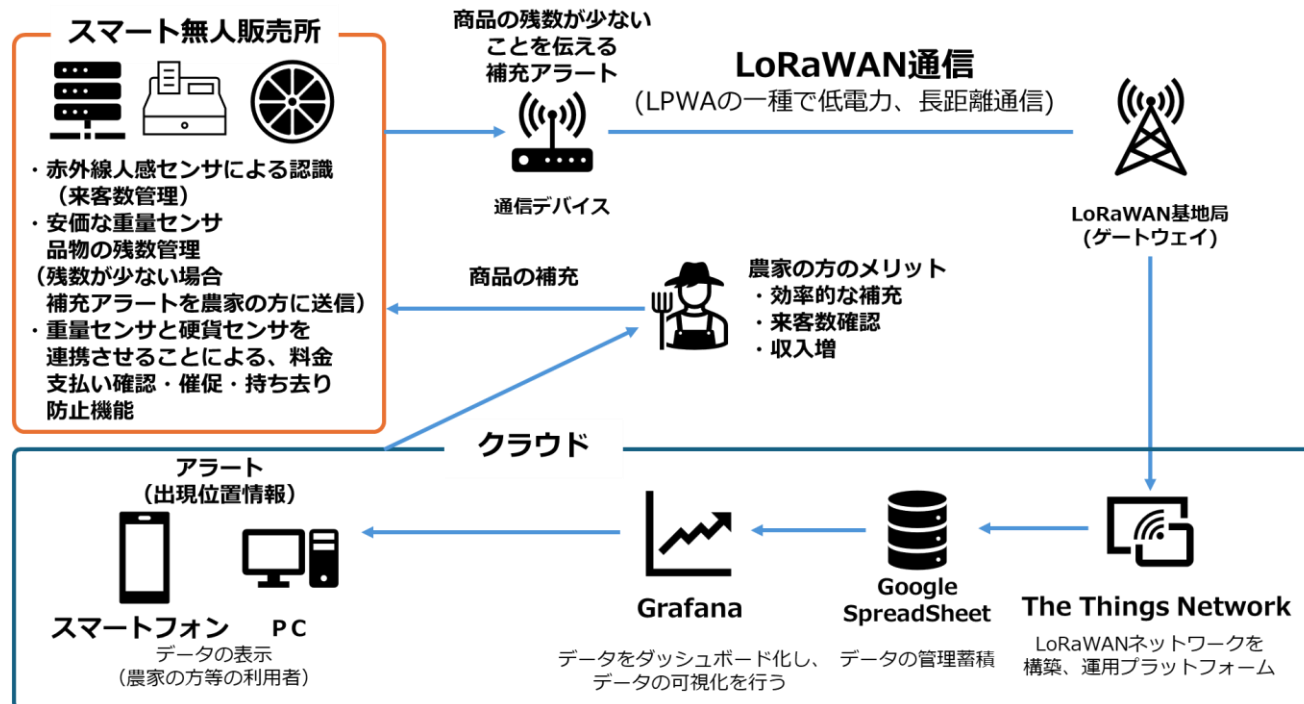 スマート無人販売所
・赤外線人感センサによる認識
（来客数管理）
・安価な重量センサ
品物の残数管理
（残数が少ない場合
補充アラートを農家の方に送信）
・重量センサと硬貨センサを
連携させることによる、料金
支払い確認・催促・持ち去り
防止機能
商品の残数が少ない
ことを伝える
補充アラート
通信デバイス
LoRaWAN通信
(LPWAの一種で低電力、長距離通信)
LoRaWAN基地局
(ゲートウェイ)
商品の補充
農家の方のメリット
・効率的な補充
・来客数確認
・収入増
クラウド
アラート
（出現位置情報）
スマートフォン
PC
データの表示
（農家の方等の利用者）
Grafana
データをダッシュボード化し、
データの可視化を行う
Google
SpreadSheet
データの管理蓄積
The Things Network
LoRaWANネットワークを
構築、運用プラットフォーム